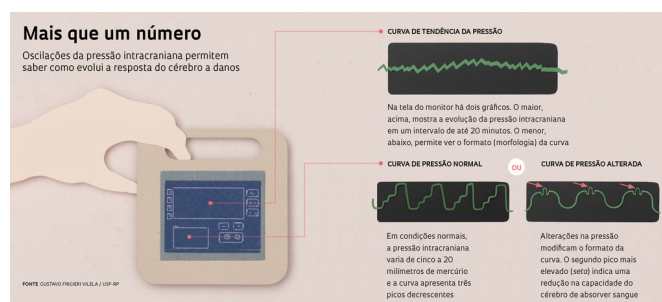 Mais que um número
Oscilações da pressão intracraniana permitem
saber como evolui a resposta do cérebro a danos
CURVA DE TENDÊNCIA DA PRESSÃO
Na tela do monitor há dois gráficos. O maior,
acima, mostra a evolução da pressão intracraniana
em um intervalo de até 20 minutos. O menor,
abaixo, permite ver o formato (morfologia) da curva
CURVA DE PRESSÃO NORMAL
ou
CURVA DE PRESSÃO ALTERADA
Em condições normais,
a pressão intracraniana
varia de cinco a 20
milímetros de mercúrio
e a curva apresenta três
picos decrescentes
Alterações na pressão
modificam o formato da
curva. O segundo pico mais
elevado (seta) indica uma
redução na capacidade do
cérebro de absorver sangue
FONTE GUSTAVO FRIGIERI VILELA / USP-RP